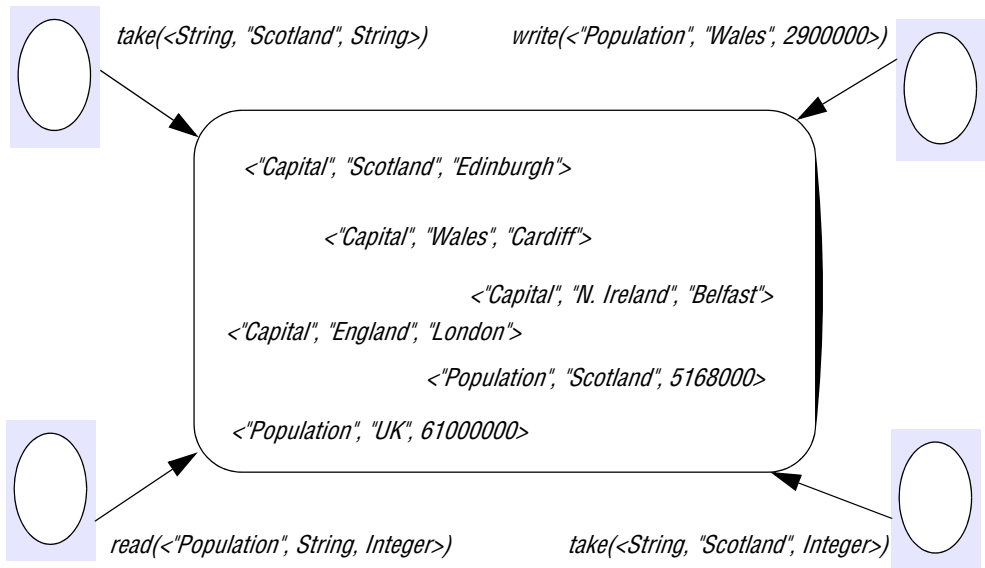 take(<String, "Scotland", String>)
write(<"Population", "Wales", 2900000>)
<"Capital", "Scotland", "Edinburgh">
<"Capital", "Wales", "Cardiff">
<"Capital", "N. Ireland", "Belfast">
<"Capital", "England", "London">
<"Population", "Scotland", 5168000>
<"Population", "UK", 61000000>
read(<"Population", String, Integer>)
take(<String, "Scotland", Integer>)